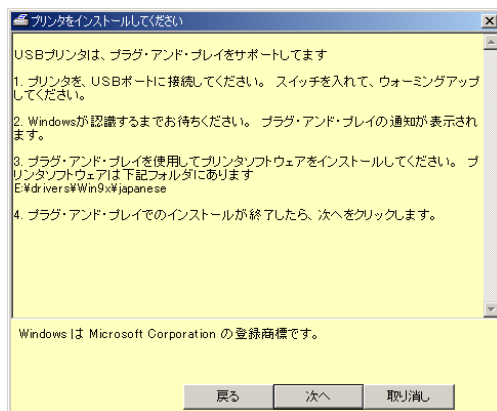 プリンタをインストールしてください
USBプリンタは、プラグ・アンド・プレイをサポートしてます
1. プリンタを、USBポートに接続してください。 スイッチを入れて、ウォーミングアップ
してください。
2. Windowsが認識するまでお待ちください。 プラグ・アンド・プレイの通知が表示され
ます。
3. プラグ・アンド・プレイを使用してプリンタソフトウェアをインストールしてください。 プ
リンタソフトウェアは下記フォルダにあります
E:¥drivers¥Win9x¥japanese
4. プラグ・アンド・プレイでのインストールが終了したら、次へをクリックします。
Windows は Microsoft Corporation の登録商標です。
戻る 次へ 取り消し